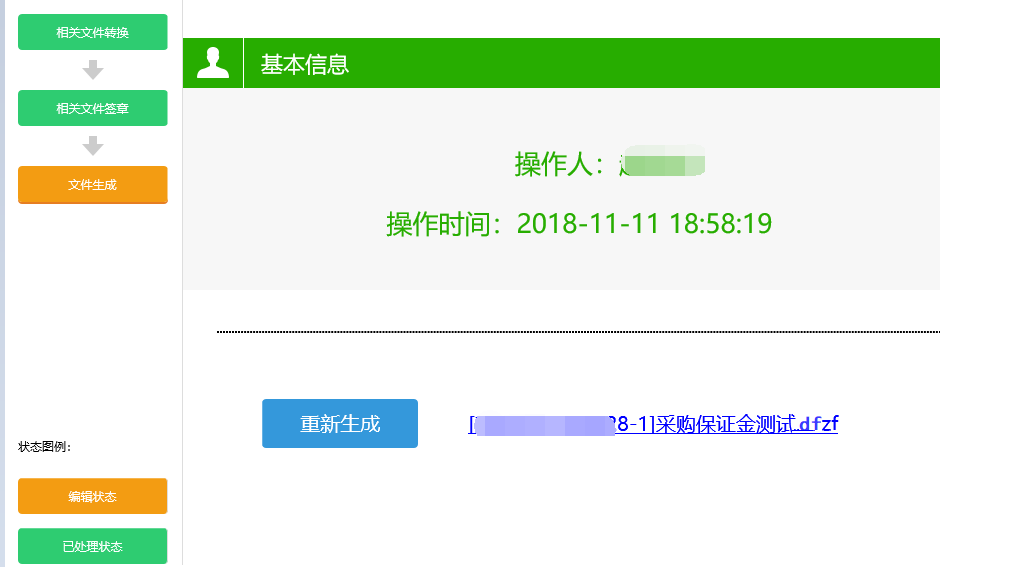 相关文件转换
相关文件签章
文件生成
状态图例：
编辑状态
已处理状态
基本信息
操作人：
操作时间：2018-11-11 18:58:19
重新生成
[8-1]采购保证金测试.dfzf